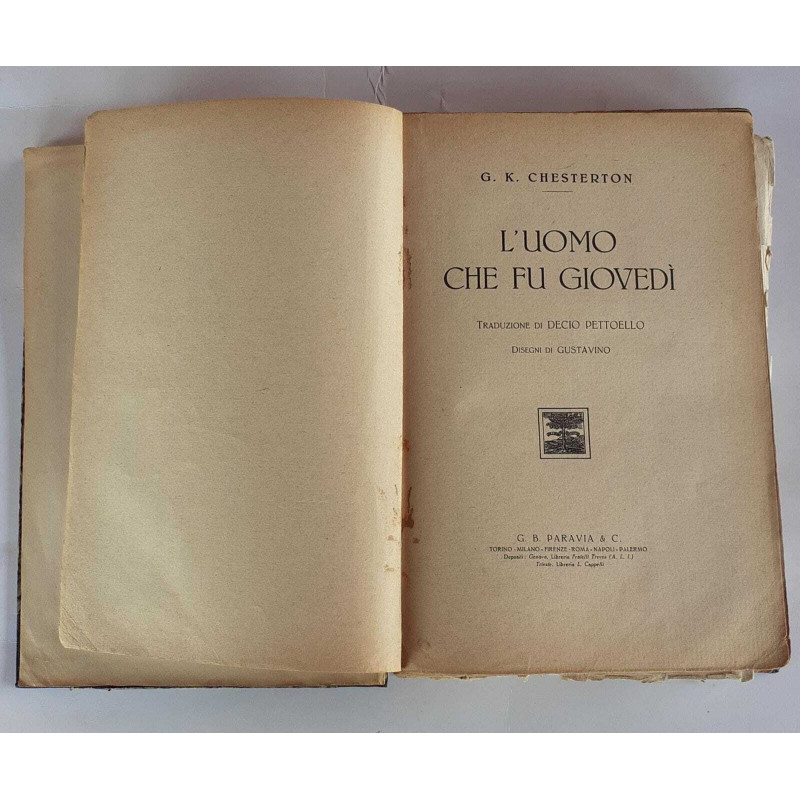 G. K. CHESTERTON
L'UOMO
CHE FU GIOVEDÌ
TRADUZIONE DI DECIO PETTOELLO
DISEGNI DI GUSTAVINO
G. B. PARAVIA & C.
TORINO - MILANO - FIRENZE - ROMA - NAPOLI - PALERMO
Depositi: Genova, Libreria Fratelli Treves (A. L. I.)
Trieste, Libreria L. Cappelli